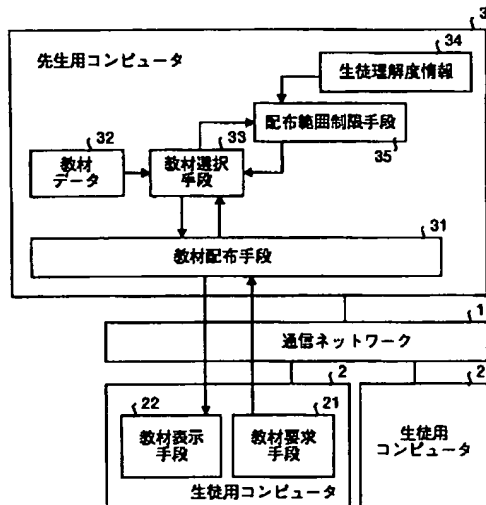 3
34
先生用コンピュータ
生徒理解度情報
32
33
配布範囲制限手段
35
教材
データ
教材選択
手段
31
教材配布手段
1
通信ネットワーク
2
2
22
21
教材表示
手段
教材要求
手段
生徒用コンピュータ
生徒用
コンピュータ